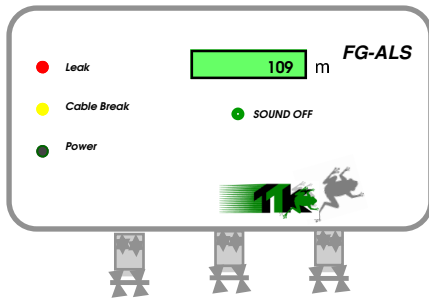 FG-ALS
Leak
109 m
Cable Break
SOUND OFF
Power
TTK